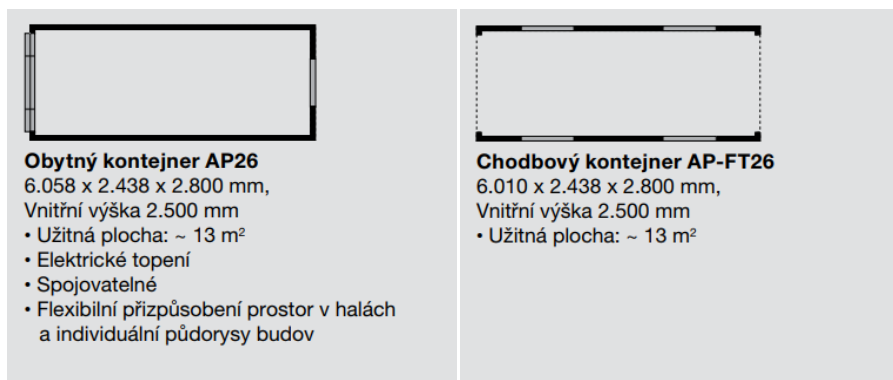 Obytný kontejner AP26
6.058 x 2.438 x 2.800 mm,
Vnitřní výška 2.500 mm
• Užitná plocha: ~ 13 m²
• Elektrické topení
• Spojovatelné
• Flexibilní přizpůsobení prostor v halách
a individuální půdorysy budov
Chodbový kontejner AP-FT26
6.010 x 2.438 x 2.800 mm,
Vnitřní výška 2.500 mm
• Užitná plocha: ~ 13 m²